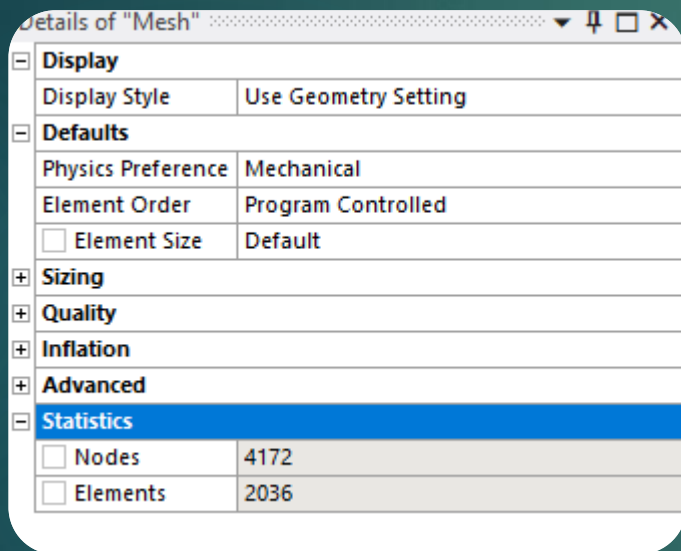 Details of "Mesh"
Display
Display Style Use Geometry Setting
Defaults
Physics Preference Mechanical
Element Order Program Controlled
Element Size Default
Sizing
Quality
Inflation
Advanced
Statistics
Nodes 4172
Elements 2036